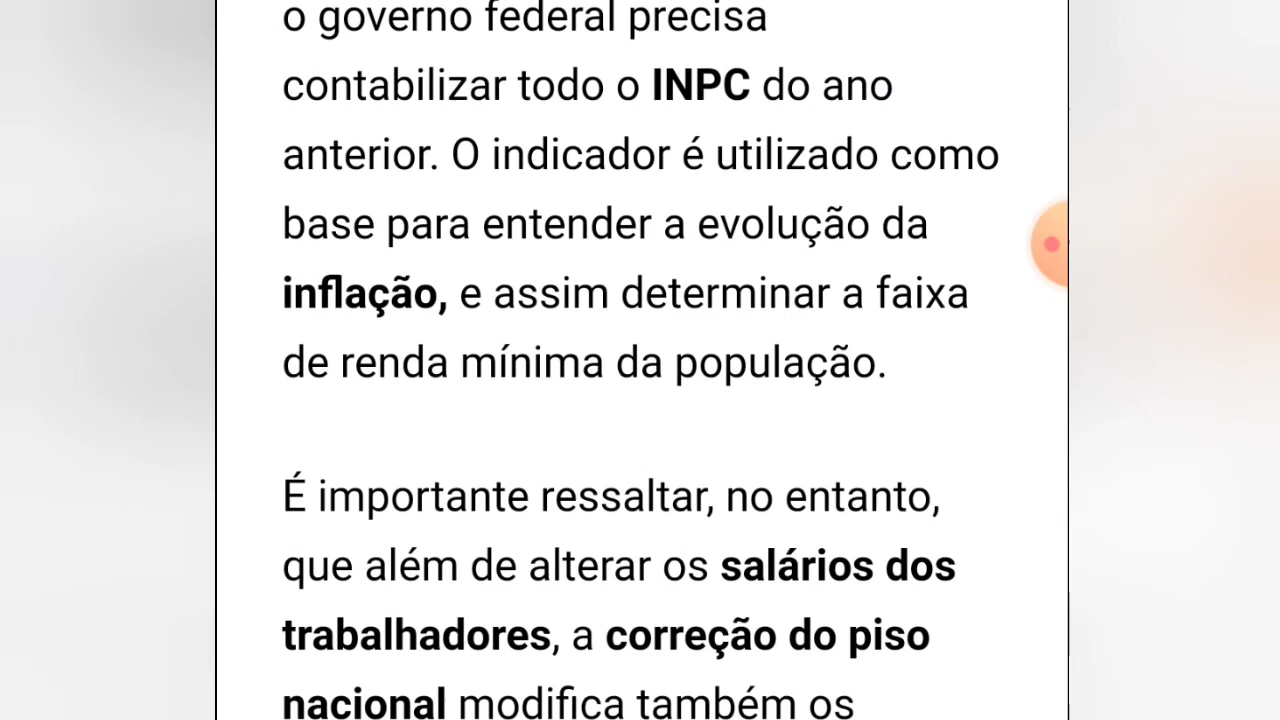 o governo federal precisa
contabilizar todo o INPC do ano
anterior. O indicador é utilizado como
base para entender a evolução da
inflação, e assim determinar a faixa
de renda mínima da população.
É importante ressaltar, no entanto,
que além de alterar os salários dos
trabalhadores, a correção do piso
nacional modifica também os